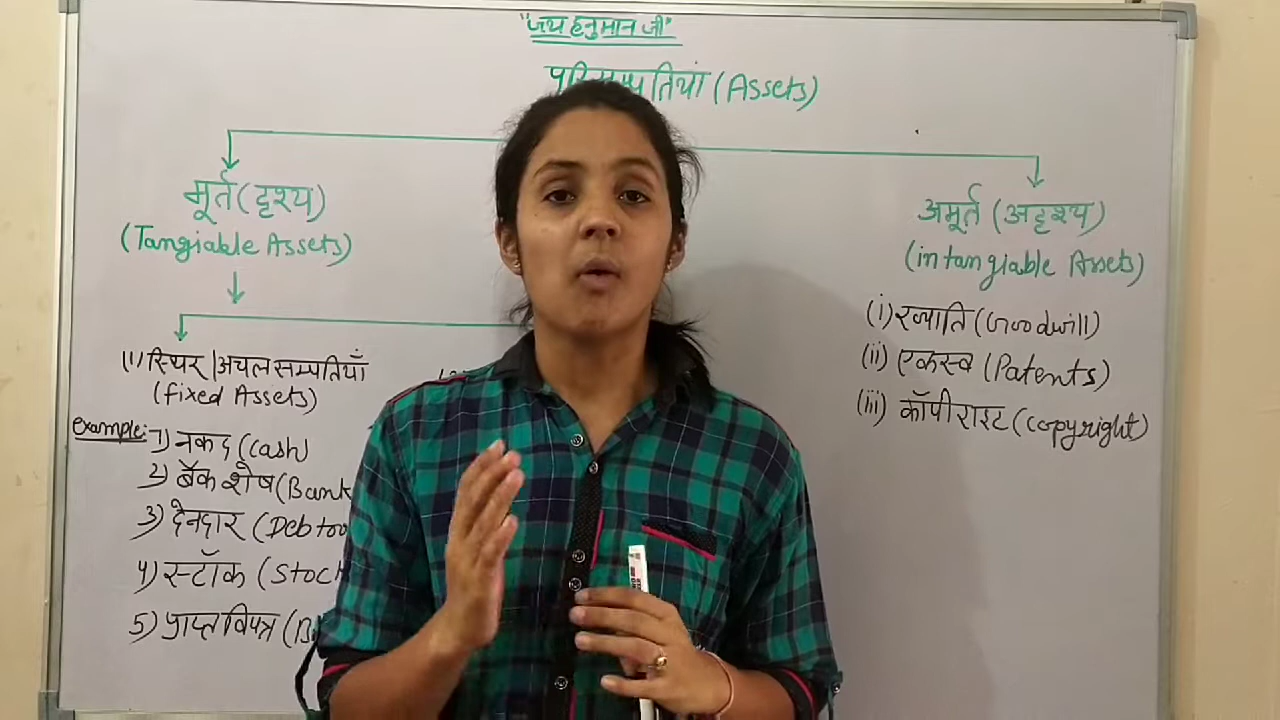 "जय हनुमान जी"
(Assets)
मूर्त (दृश्य)
(Tangiable Assets)
(1) स्थिर/अचल सम्पतियाँ
(fixed Assets)
example:-
1) नकद (Cash)
2) बैंक शेष (Bank
3) देनदार (Debto
4) स्टॉक (Stock
5) प्राप्त विपत्र (B
अमूर्त (अदृश्य)
(intangiable Assets)
(i) ख्याति (Goodwill)
(ii) एकस्व (Patents)
(iii) कॉपीराइट (Copyright)